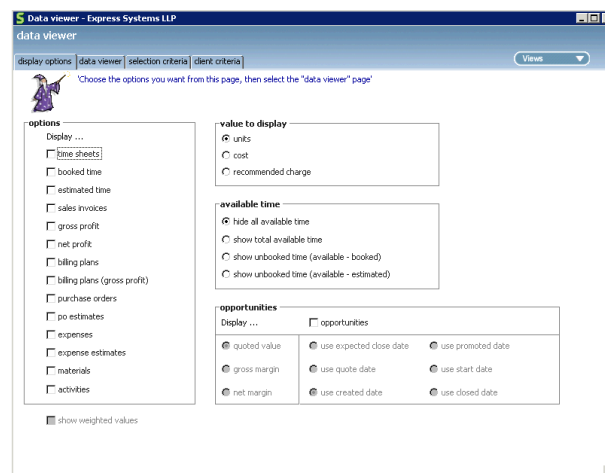 Data viewer - Express Systems LLP
data viewer
display options
data viewer
selection criteria
client criteria
Views
'Choose the options you want from this page, then select the "data viewer" page'
options
Display ...
time sheets
booked time
estimated time
sales invoices
gross profit
net profit
billing plans
billing plans (gross profit)
purchase orders
po estimates
expenses
expense estimates
materials
activities
show weighted values
value to display
units
cost
recommended charge
available time
hide all available time
show total available time
show unbooked time (available - booked)
show unbooked time (available - estimated)
opportunities
Display ...
opportunities
quoted value
use expected close date
use promoted date
gross margin
use quote date
use start date
net margin
use created date
use closed date